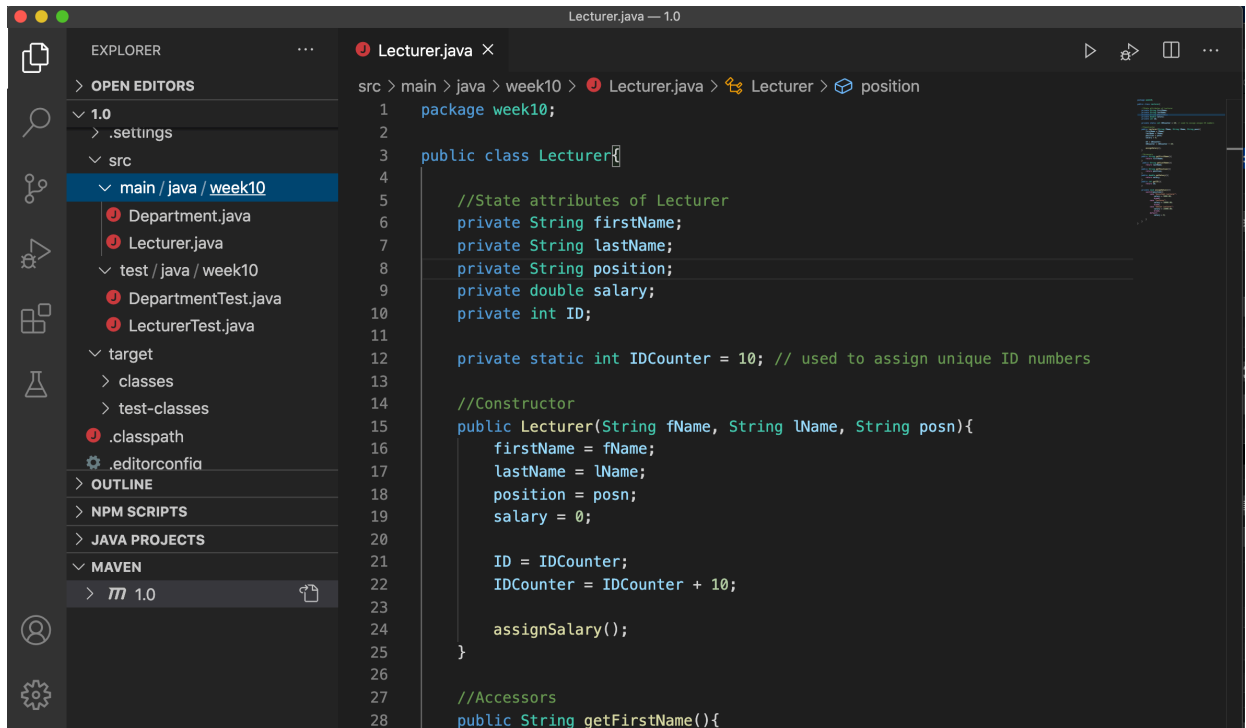 Lecturer.java — 1.0
EXPLORER
OPEN EDITORS
1.0
.settings
src
main / java / week10
Department.java
Lecturer.java
test / java / week10
DepartmentTest.java
LecturerTest.java
target
classes
test-classes
.classpath
.editorconfig
OUTLINE
NPM SCRIPTS
JAVA PROJECTS
MAVEN
m 1.0
Lecturer.java
src > main > java > week10 > Lecturer.java > Lecturer > position
1 package week10;
2
3 public class Lecturer{
4
5 //State attributes of Lecturer
6 private String firstName;
7 private String lastName;
8 private String position;
9 private double salary;
10 private int ID;
11
12 private static int IDCounter = 10; // used to assign unique ID numbers
13
14 //Constructor
15 public Lecturer(String fName, String lName, String posn){
16 firstName = fName;
17 lastName = lName;
18 position = posn;
19 salary = 0;
20
21 ID = IDCounter;
22 IDCounter = IDCounter + 10;
23
24 assignSalary();
25 }
26
27 //Accessors
28 public String getFirstName(){